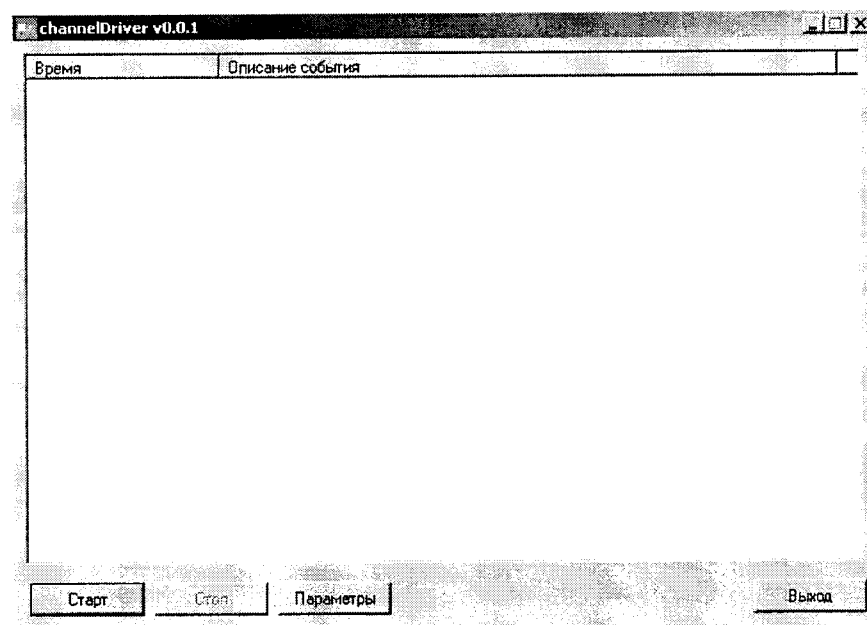 channelDriver v0.0.1
Время Описание события
Старт Стоп Параметры Выход